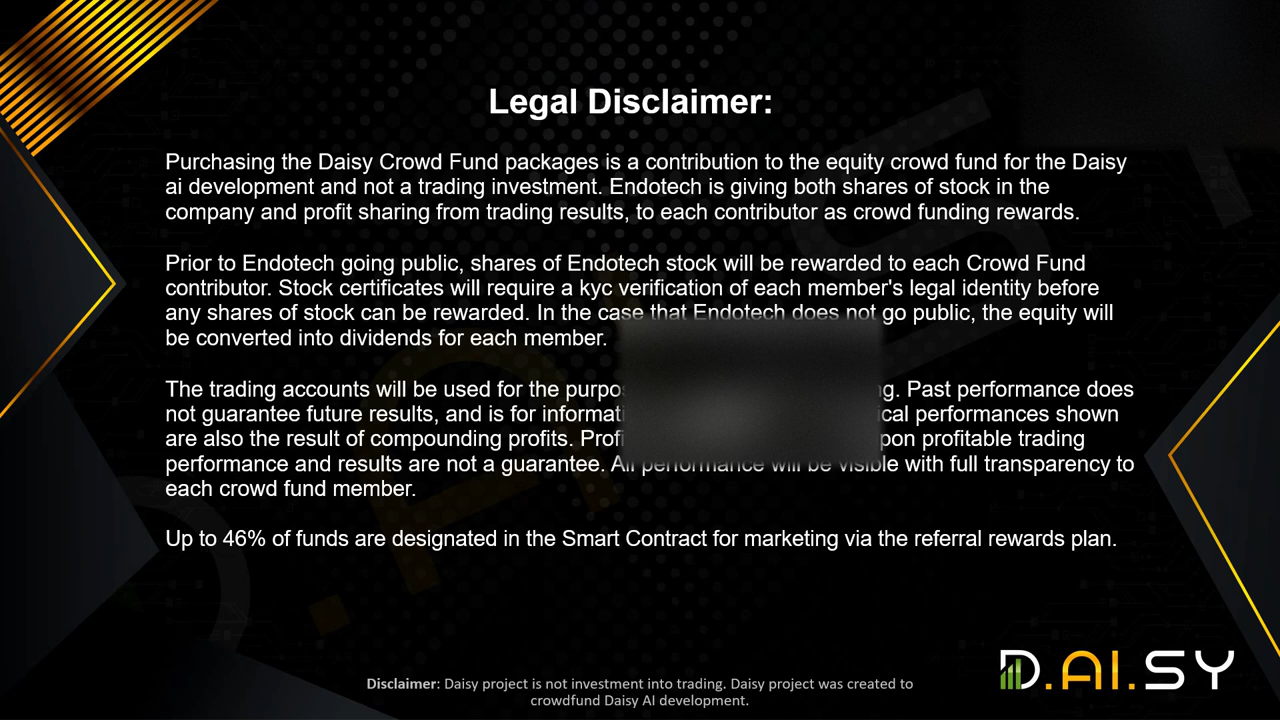 Legal Disclaimer:
Purchasing the Daisy Crowd Fund packages is a contribution to the equity crowd fund for the Daisy
ai development and not a trading investment. Endotech is giving both shares of stock in the
company and profit sharing from trading results, to each contributor as crowd funding rewards.
Prior to Endotech going public, shares of Endotech stock will be rewarded to each Crowd Fund
contributor. Stock certificates will require a kyc verification of each member's legal identity before
any shares of stock can be rewarded. In the case that Endotech does not go public, the equity will
be converted into dividends for each member.
The trading accounts will be used for the Past performance does
not guarantee future results, and is for performances shown
are also the result of compounding profits. profitable trading
performance and results are not a guarantee. All performance will be visible with full transparency to
each crowd fund member.
Up to 46% of funds are designated in the Smart Contract for marketing via the referral rewards plan.
D.AI.SY
Disclaimer: Daisy project is not investment into trading. Daisy project was created to
crowdfund Daisy AI development.